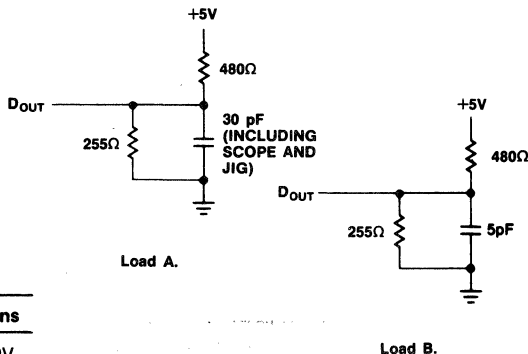 +5V
480Ω
DOUT
30 pF
(INCLUDING
SCOPE AND
JIG)
255Ω
Load A.
+5V
480Ω
DOUT
255Ω
5pF
Load B.
ns